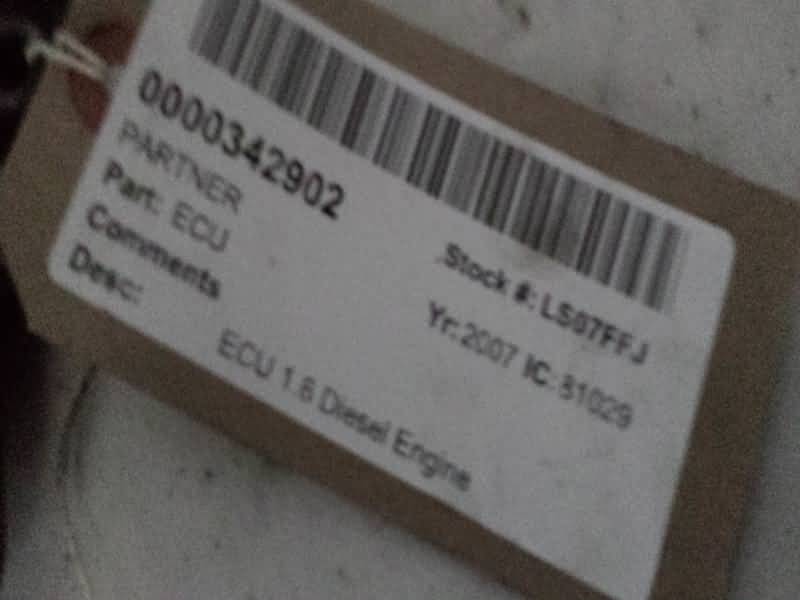 0000342902
PARTNER
Part: ECU
Stock #: LS07FFJ
Comments
Yr:2007 IC:81029
Desc:
ECU 1.6 Diesel Engine